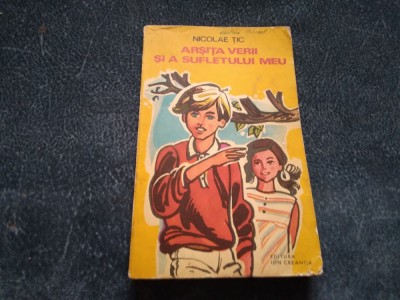 NICOLAE ȚIC
ARȘIȚA VERII
ȘI A SUFLETULUI MEU
EDITURA
ION CREANGĂ